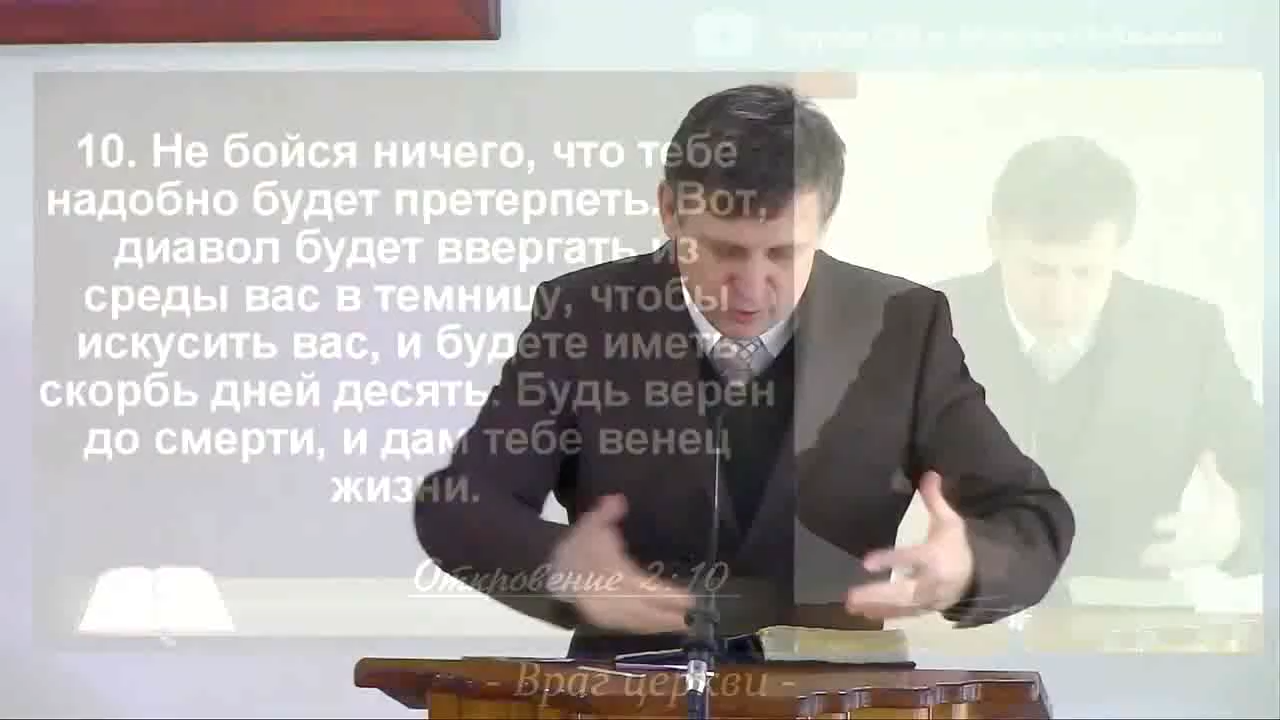 10. Не бойся ничего, что тебе
надобно будет претерпеть. Вот,
диавол будет ввергать из
среды вас в темницу, чтобы
искусить вас, и будете иметь
скорбь дней десять. Будь верен
до смерти, и дам тебе венец
жизни.
Откровение 2:10
- Враг церкви -